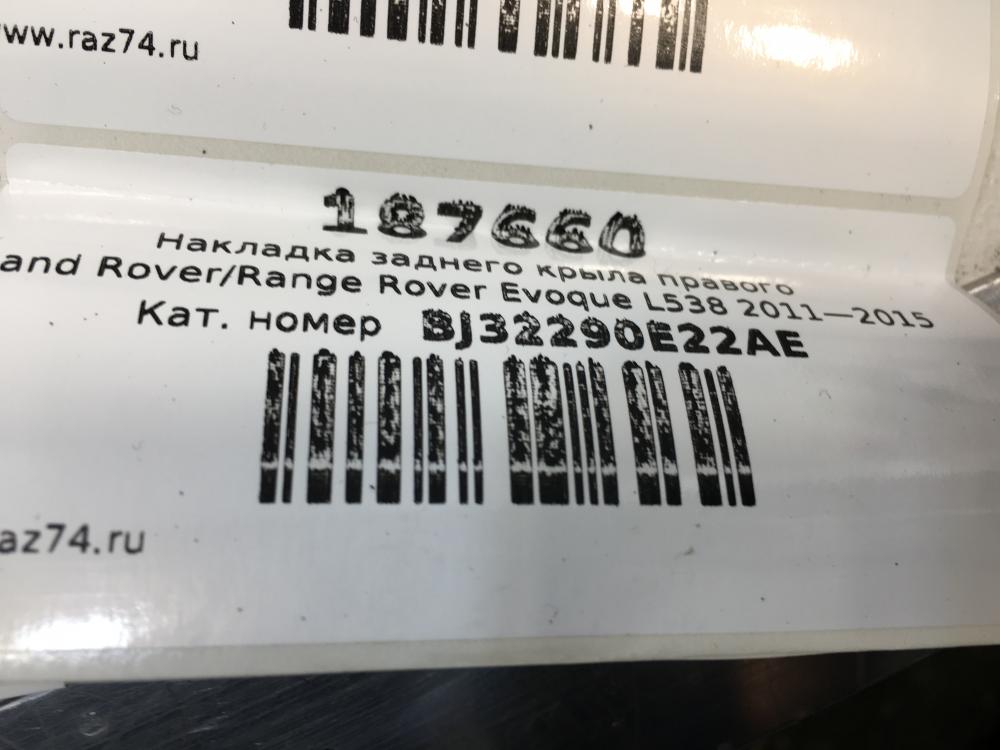 www.raz74.ru
187660
Накладка заднего крыла правого
and Rover/Range Rover Evoque L538 2011—2015
Кат. номер BJ32290E22AE
az74.ru